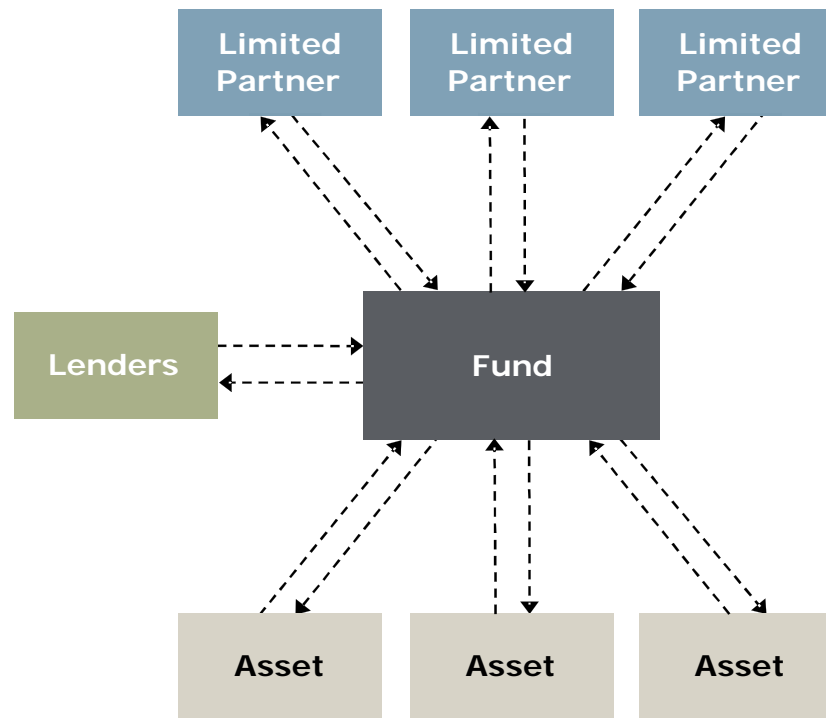 Limited
Partner
Limited
Partner
Limited
Partner
Lenders
Fund
Asset
Asset
Asset